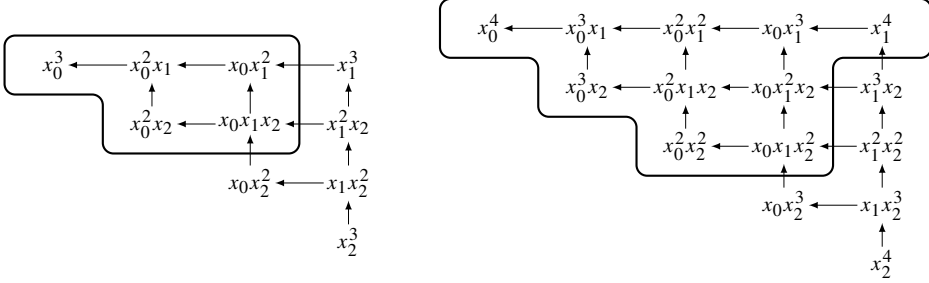 x_0^4 x_0^3x_1 x_0^2x_1^2 x_0x_1^3 x_1^4
x_0^3 x_0^2x_1 x_0x_1^2 x_1^3
x_0^3x_2 x_0^2x_1x_2 x_0x_1^2x_2 x_1^3x_2
x_0^2x_2 x_0x_1x_2 x_1^2x_2
x_0^2x_2^2 x_0x_1x_2^2 x_1^2x_2^2
x_0x_2^2 x_1x_2^2
x_0x_2^3 x_1x_2^3
x_2^3
x_2^4